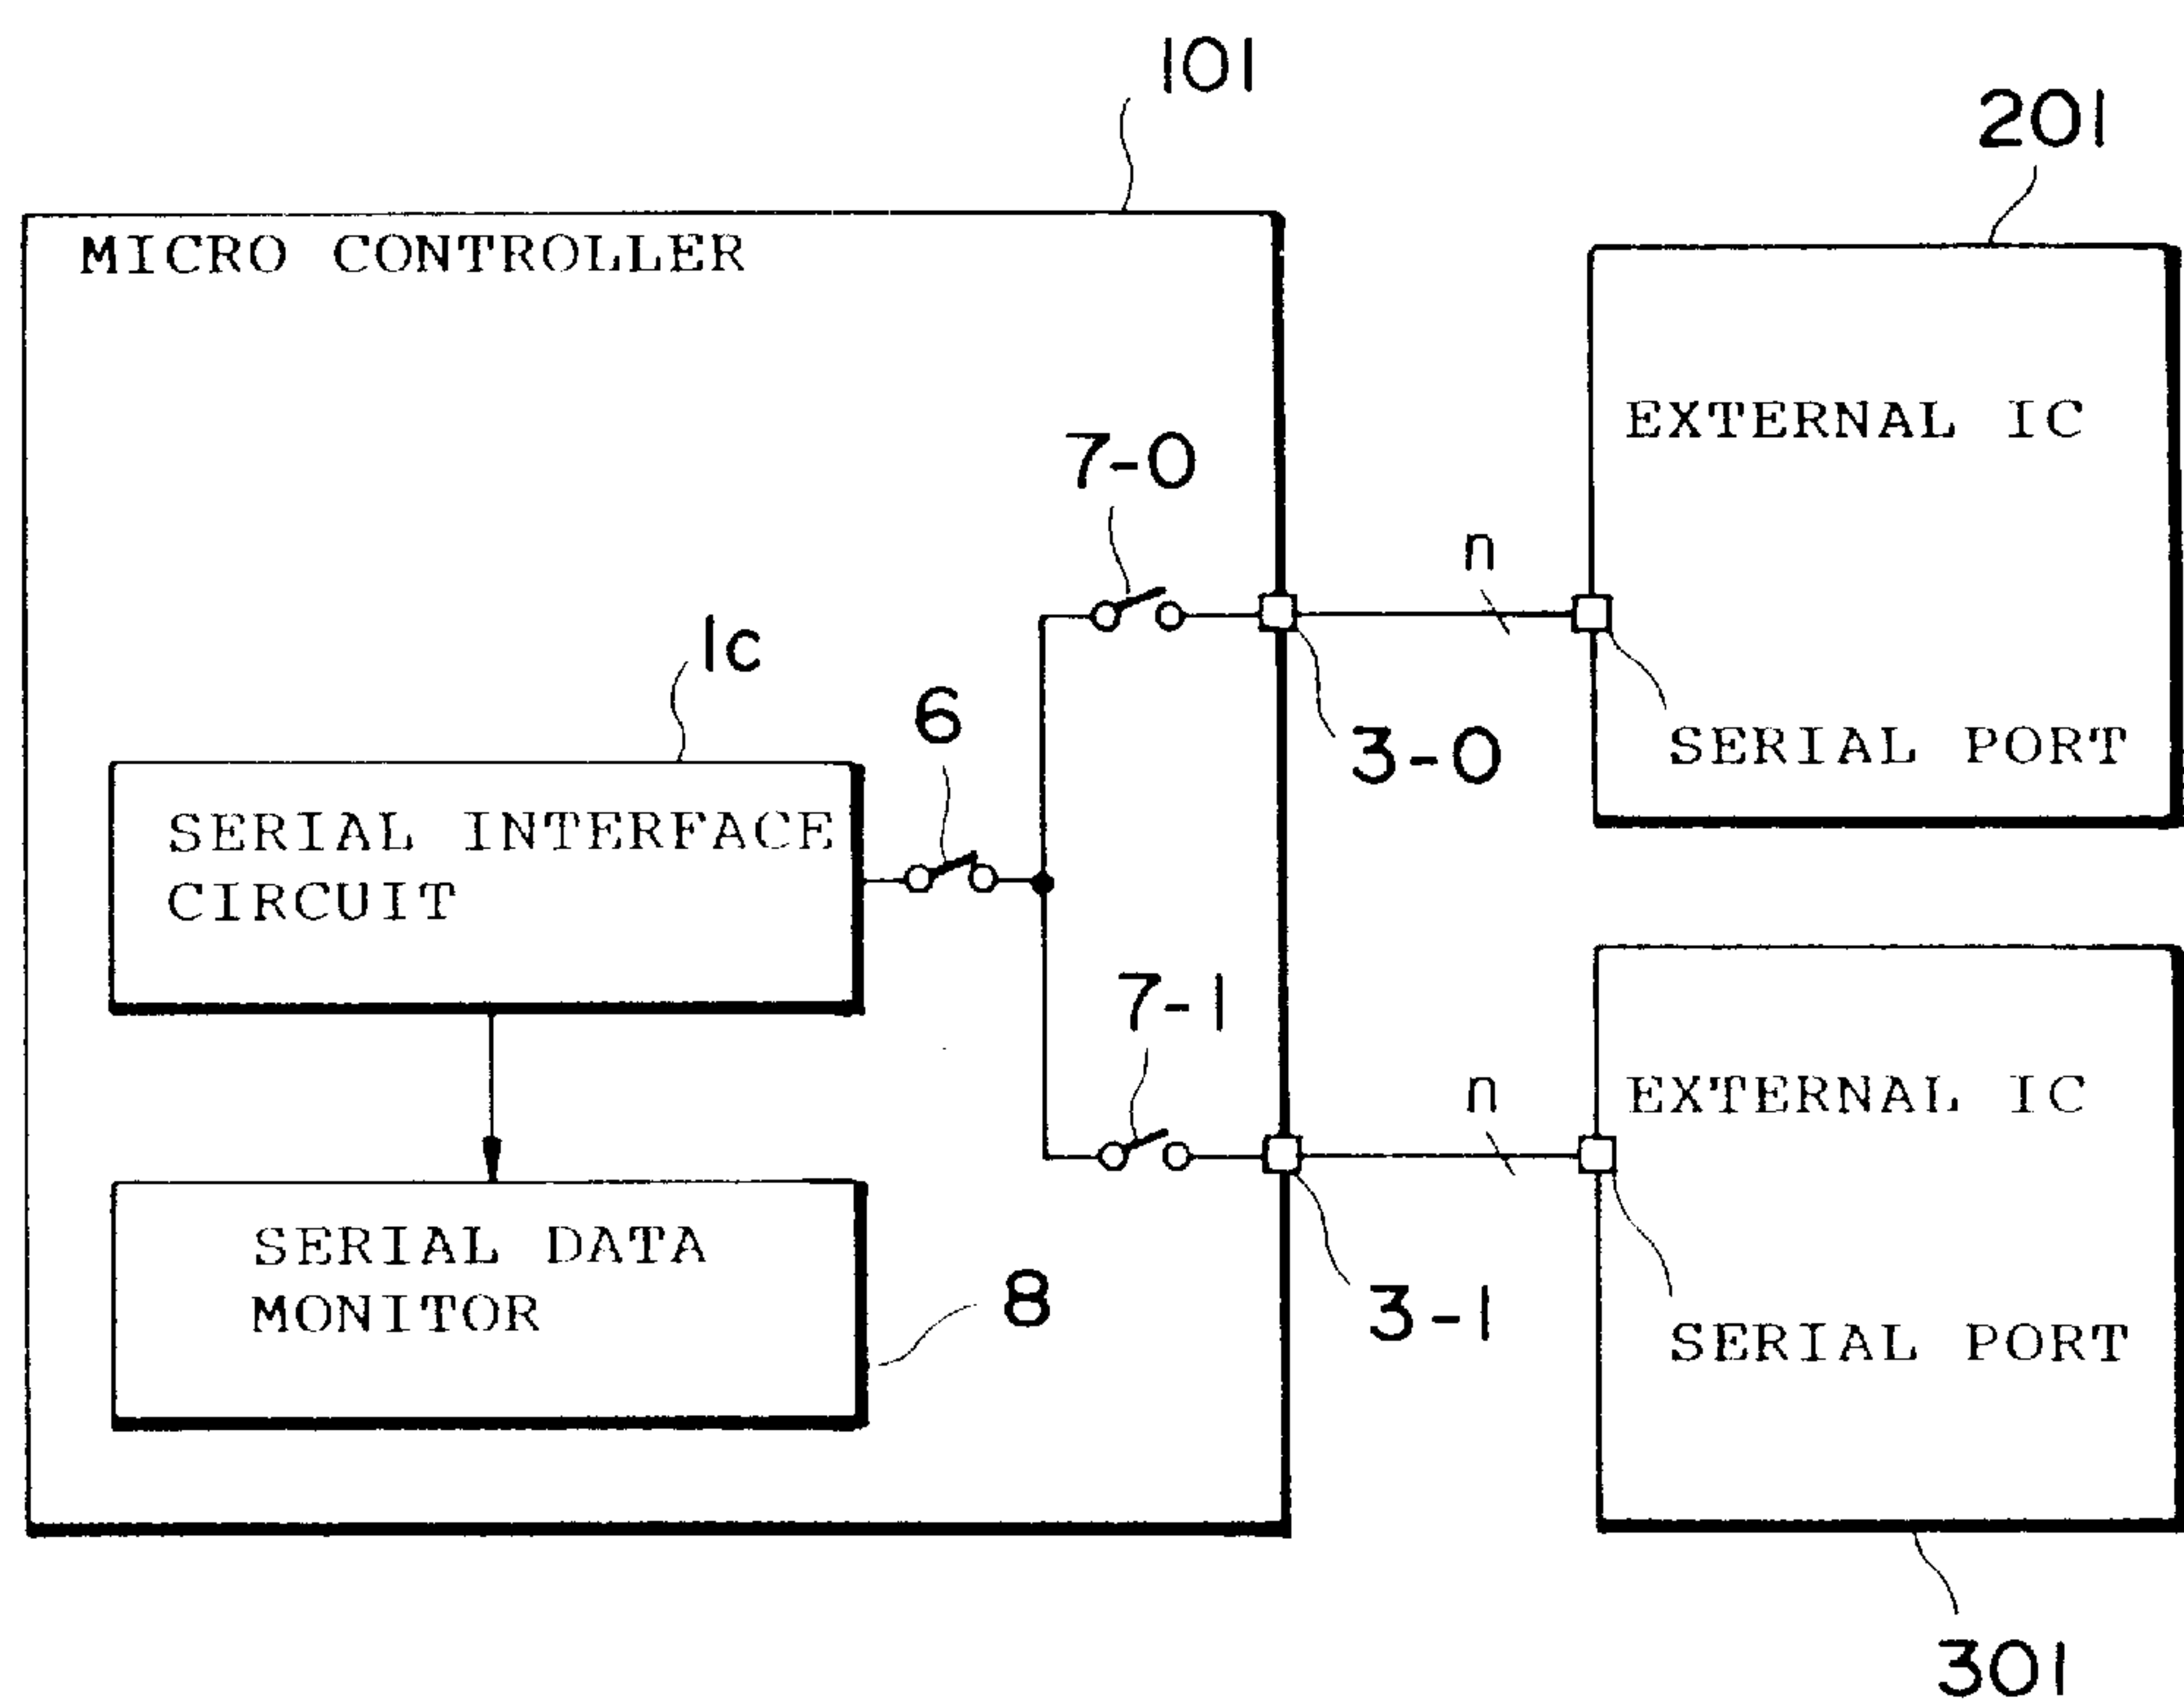 101
201
MICRO CONTROLLER
EXTERNAL IC
7-0
n
1c
6
3-0
SERIAL PORT
SERIAL INTERFACE
CIRCUIT
7-1
n
EXTERNAL IC
SERIAL DATA
MONITOR
8
3-1
SERIAL PORT
301